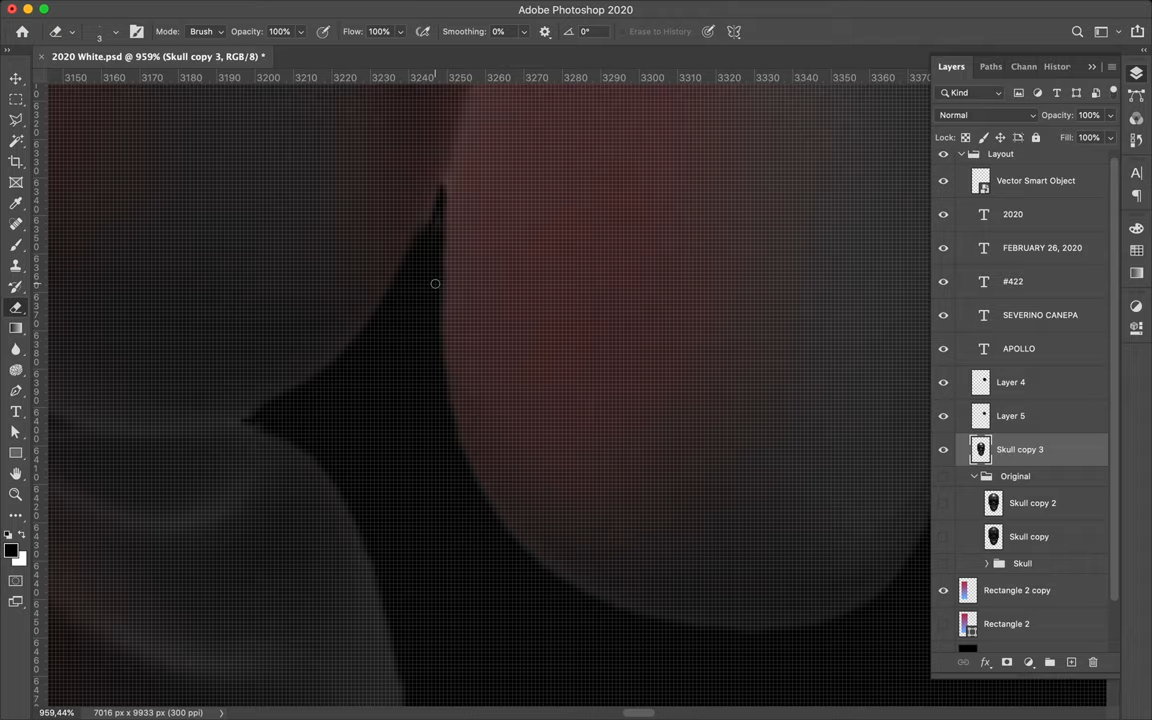 Adobe Photoshop 2020
3
Mode: Brush
Opacity: 100%
Flow: 100%
Smoothing: 0%
0°
Erase to History
2020 White.psd @ 959% (Skull copy 3, RGB/8) *
3150 3160 3170 3180 3190 3200 3210 3220 3230 3240 3250 3260 3270 3280 3290 3300 3310 3320 3330 3340 3350 3360 3370
Layers Paths Chann Histor
Kind
Normal Opacity: 100%
Lock: Fill: 100%
Layout
Vector Smart Object
2020
FEBRUARY 26, 2020
#422
SEVERINO CANEPA
APOLLO
Layer 4
Layer 5
Skull copy 3
Original
Skull copy 2
Skull copy
Skull
Rectangle 2 copy
Rectangle 2
fx
959,44% 7016 px x 9933 px (300 ppi)